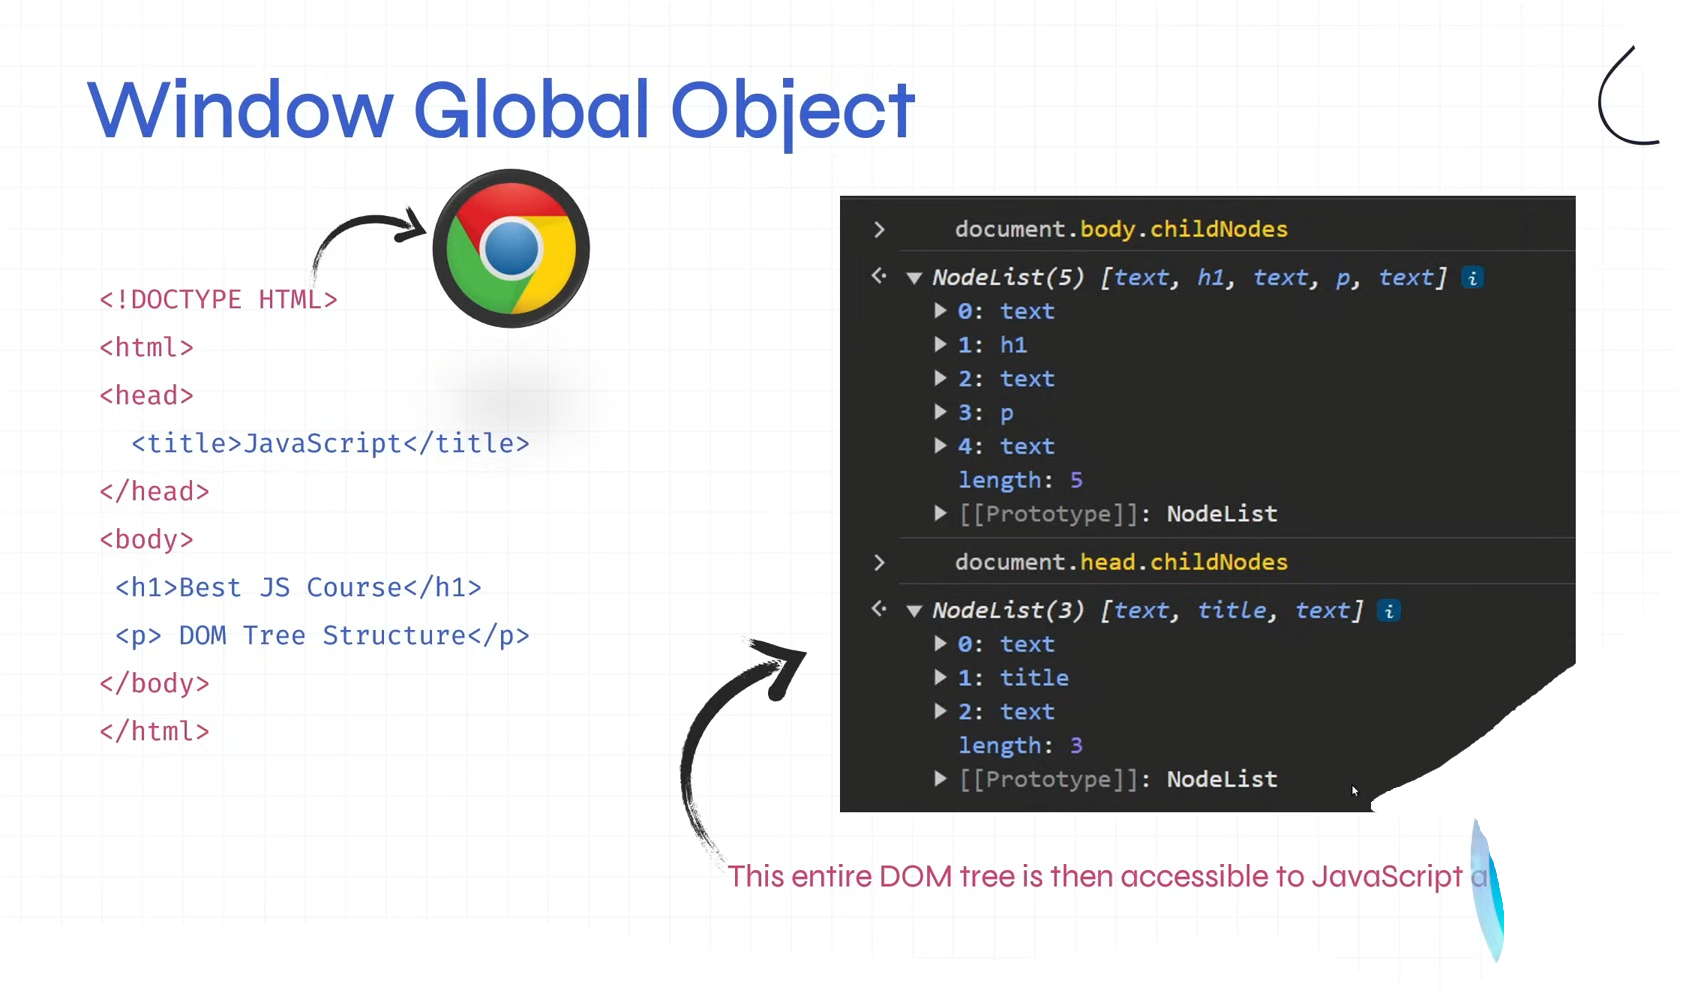 Window Global Object
<!DOCTYPE HTML>
<html>
<head>
<title>JavaScript</title>
</head>
<body>
<h1>Best JS Course</h1>
<p> DOM Tree Structure</p>
</body>
</html>
document.body.childNodes
NodeList(5) [text, h1, text, p, text] i
0: text
1: h1
2: text
3: p
4: text
length: 5
[[Prototype]]: NodeList
document.head.childNodes
NodeList(3) [text, title, text] i
0: text
1: title
2: text
length: 3
[[Prototype]]: NodeList
This entire DOM tree is then accessible to JavaScript a